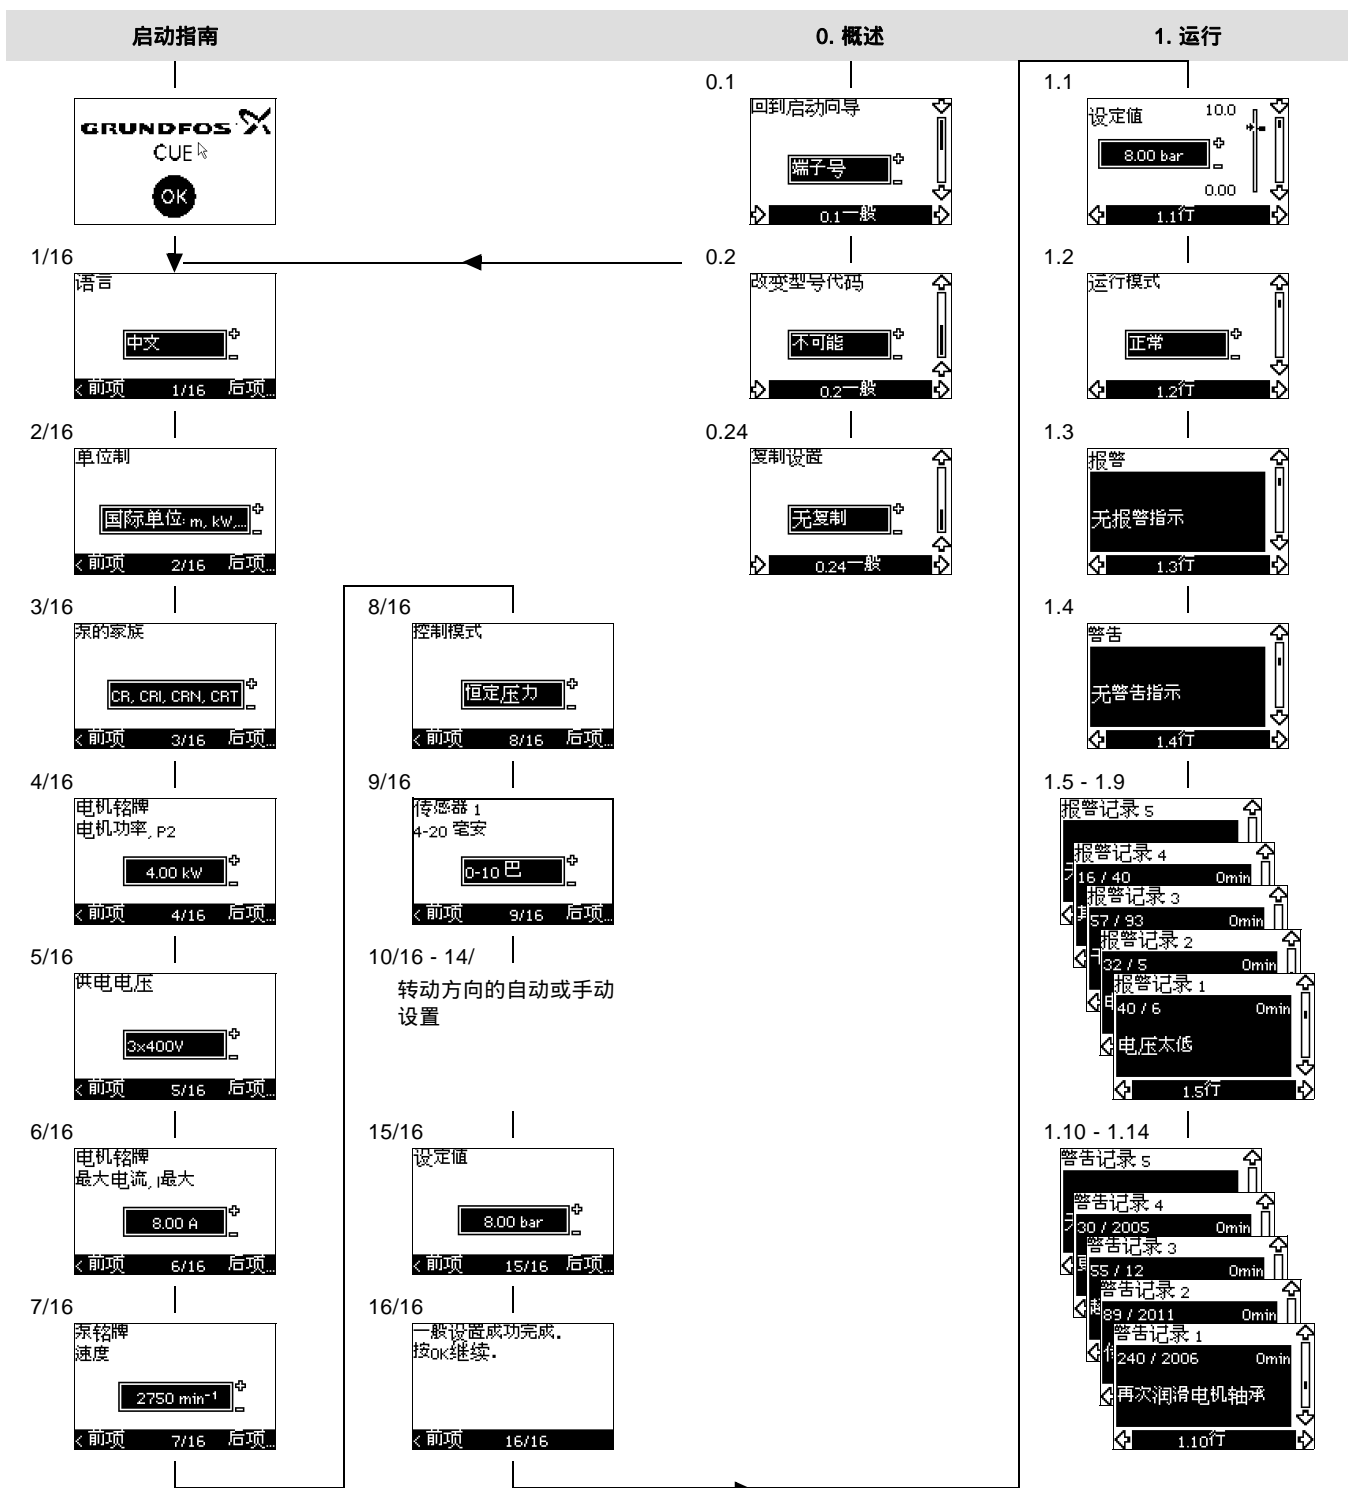 启动指南
0. 概述
1. 运行
GRUNDFOS
CUE
OK
1/16
语言
中文
<前项 1/16 后项...
2/16
单位制
国际单位: m, kW,...
<前项 2/16 后项...
3/16
泵的家族
CR, CRI, CRN, CRT
<前项 3/16 后项...
4/16
电机铭牌
电机功率, P2
4.00 kW
<前项 4/16 后项...
5/16
供电电压
3x400V
<前项 5/16 后项...
6/16
电机铭牌
最大电流, I最大
8.00 A
<前项 6/16 后项...
7/16
泵铭牌
速度
2750 min⁻¹
<前项 7/16 后项...
8/16
控制模式
恒定压力
<前项 8/16 后项...
9/16
传感器 1
4-20 毫安
0-10 巴
<前项 9/16 后项...
10/16 - 14/
转动方向的自动或手动
设置
15/16
设定值
8.00 bar
<前项 15/16 后项...
16/16
一般设置成功完成.
按OK继续.
<前项 16/16
0.1
回到启动向导
端子号
0.1一般
0.2
改变型号代码
不可能
0.2一般
0.24
复制设置
无复制
0.24一般
1.1
设定值
10.0
8.00 bar
0.00
1.1行
1.2
运行模式
正常
1.2行
1.3
报警
无报警指示
1.3行
1.4
警告
无警告指示
1.4行
1.5 - 1.9
报警记录 5
报警记录 4
16 / 40 0min
报警记录 3
57 / 93 0min
报警记录 2
32 / 5 0min
报警记录 1
40 / 6 0min
电压太低
1.5行
1.10 - 1.14
警告记录 5
警告记录 4
30 / 2005 0min
警告记录 3
55 / 12 0min
警告记录 2
89 / 2011 0min
警告记录 1
240 / 2006 0min
再次润滑电机轴承
1.10行